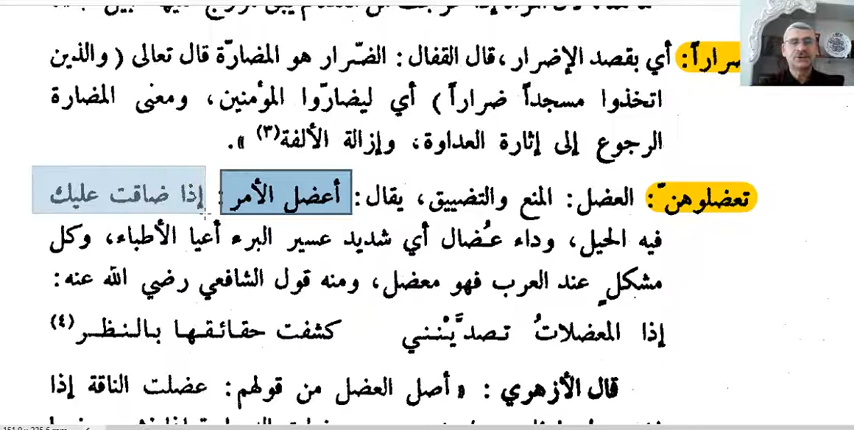 ضراراً: أي بقصد الإضرار، قال القفال: الضّرار هو المضارّة قال تعالى (والذين
اتخذوا مسجداً ضراراً) أي ليضارّوا المؤمنين، ومعنى المضارة
الرجوع إلى إثارة العداوة، وإزالة الألفة(٣)».
تعضلوهنّ: العضل: المنع والتضييق، يقال: أعضل الأمر: إذا ضاقت عليك
فيه الحيل، وداء عُضال أي شديد عسير البرء أعيا الأطباء، وكل
مشكل عند العرب فهو معضل، ومنه قول الشافعي رضي الله عنه:
إذا المعضلاتُ تصدَّيْنني كشفت حقائقها بالنظر(٤)
قال الأزهري: «أصل العضل من قولهم: عضلت الناقة إذا